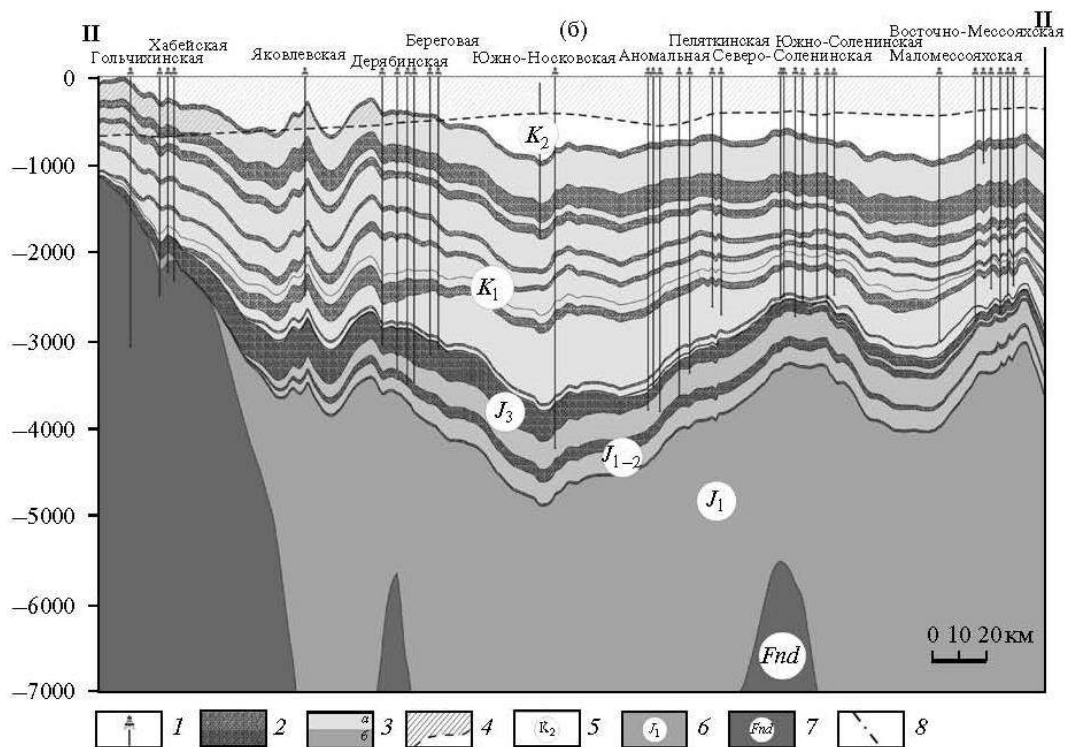 (б)
II
II
Хабейская
Береговая
Пеляткинская
Южно-Соленинская
Восточно-Мессояхская
Гольчихинская
Яковлевская
Дерябинская
Южно-Носковская
Аномальная
Северо-Соленинская
Маломессояхская
0
–1000
–2000
–3000
–4000
–5000
–6000
–7000
K2
K1
J3
J1–2
J1
Fnd
0 10 20 км
1
2
а
б
3
4
K2
5
J1
6
Fnd
7
8